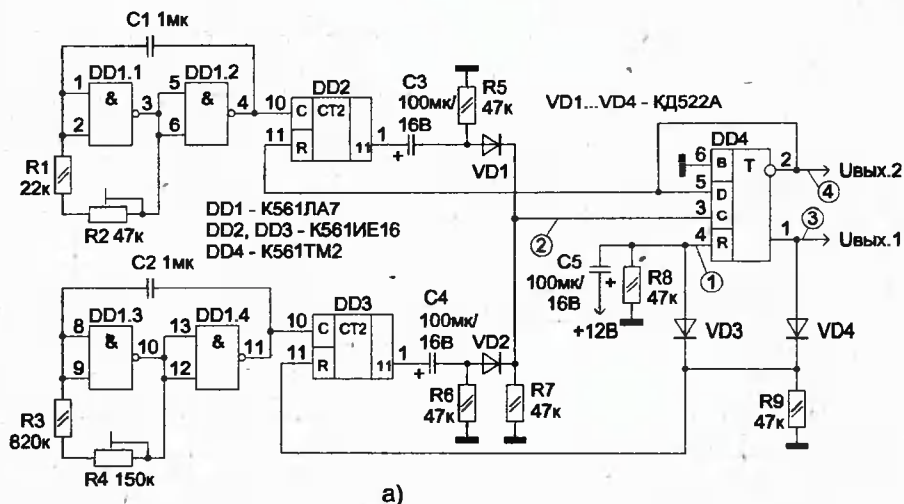 C1 1мк
DD1.1
DD1.2
1
2
&
3
5
6
&
4
R1
22к
R2 47к
10
11
DD2
C
R
CT2
11
1
C3
100мк/
16В
+
R5
47к
VD1
VD1...VD4 - КД522А
DD4
6
5
3
4
B
D
C
R
T
2
1
Uвых.2
4
3
Uвых.1
2
1
DD1 - К561ЛА7
DD2, DD3 - К561ИЕ16
DD4 - К561ТМ2
C5
100мк/
16В
+
+12В
R8
47к
VD3
VD4
C2 1мк
DD1.3
DD1.4
8
9
&
10
13
12
&
11
R3
820к
R4 150к
10
11
DD3
C
R
CT2
11
1
C4
100мк/
16В
+
VD2
R6
47к
R7
47к
R9
47к
а)